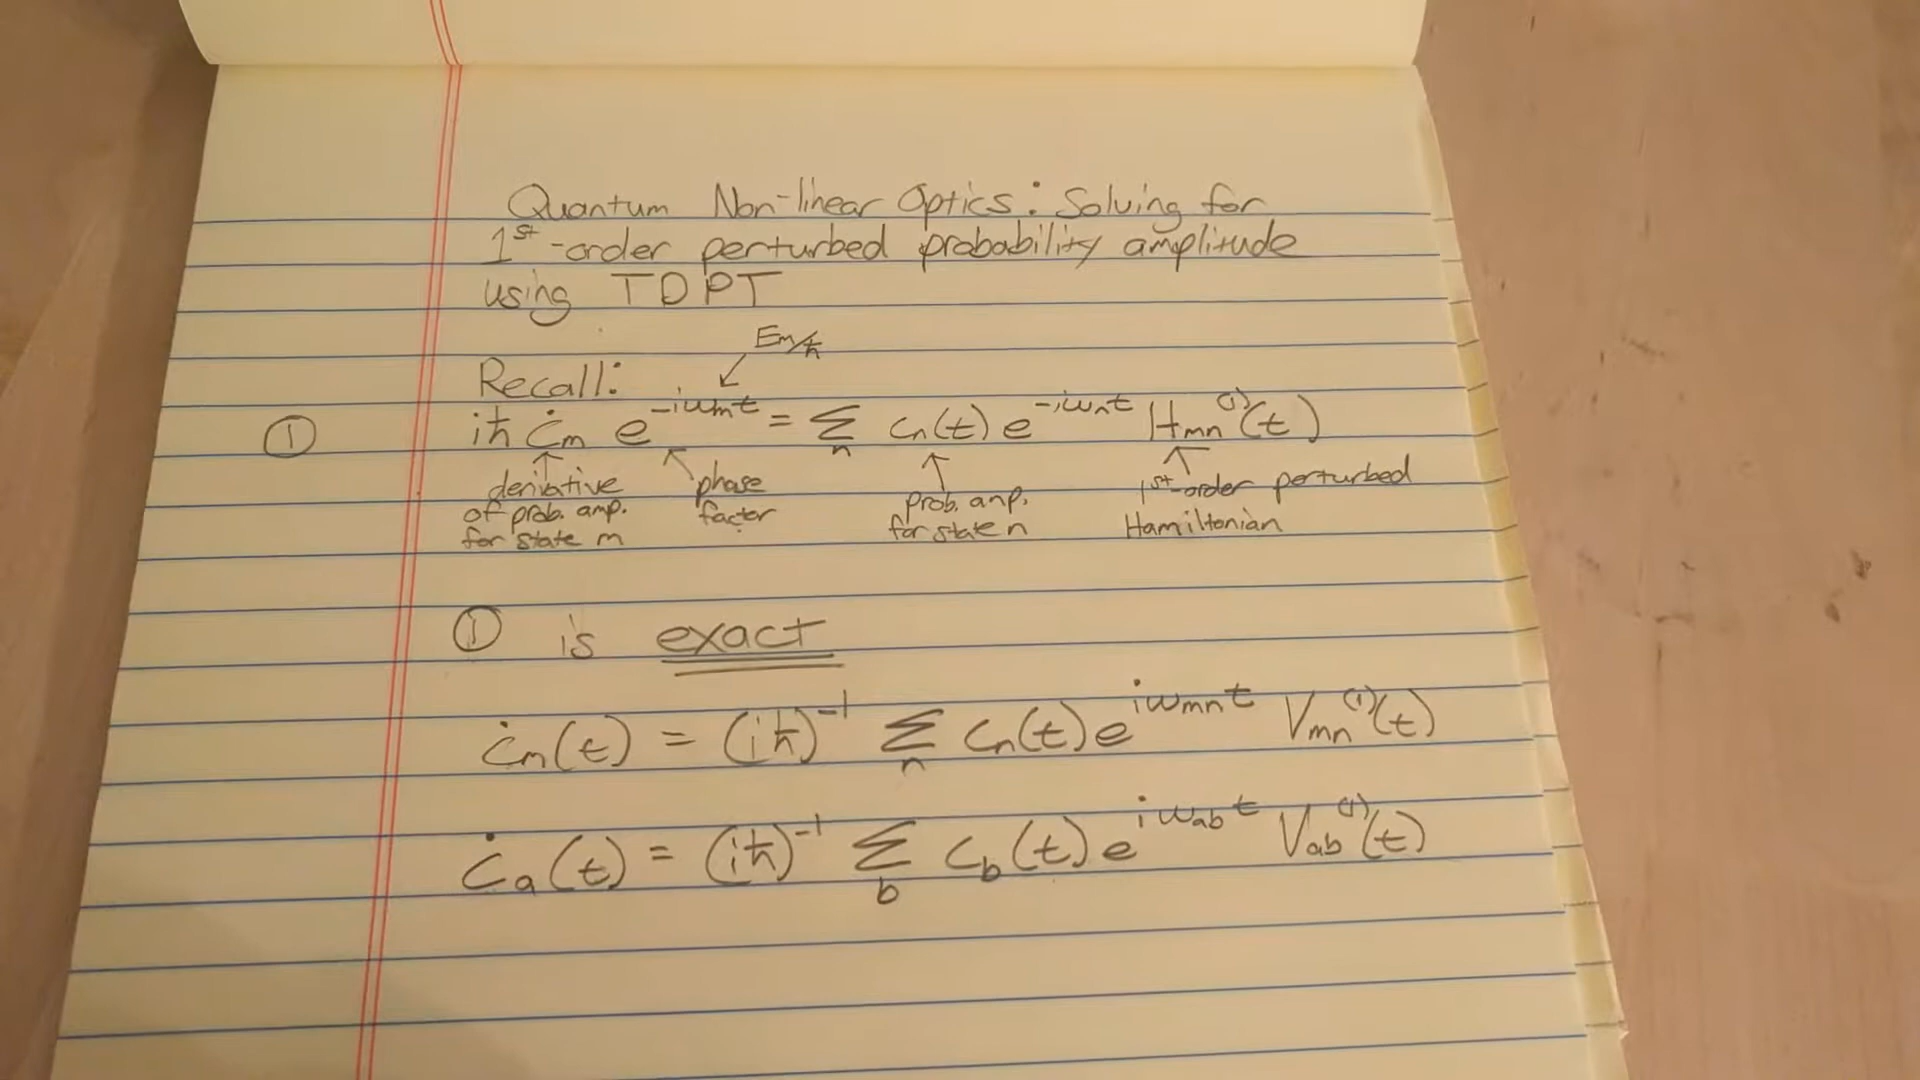 Quantum Non-linear Optics: Solving for
1st-order perturbed probability amplitude
using TDPT
Em/ħ
Recall:
① iħ ċm e^-iωmt = Σn cn(t) e^-iωnt Hmn^(1)(t)
derivative of prob. amp. for state m
phase factor
prob. amp. for state n
1st-order perturbed Hamiltonian
① is exact
ċm(t) = (iħ)^-1 Σn cn(t) e^iωmnt Vmn^(1)(t)
ċa(t) = (iħ)^-1 Σb cb(t) e^iωabt Vab^(1)(t)